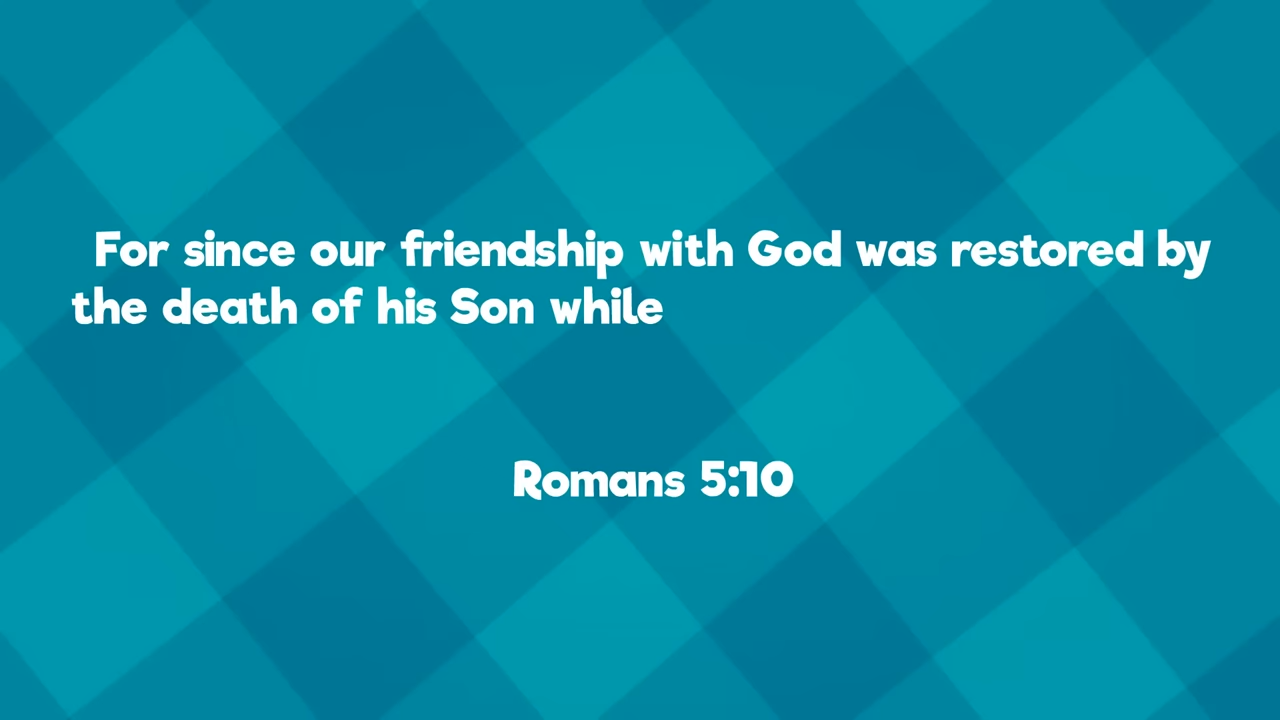 For since our friendship with God was restored by
the death of his Son while
Romans 5:10